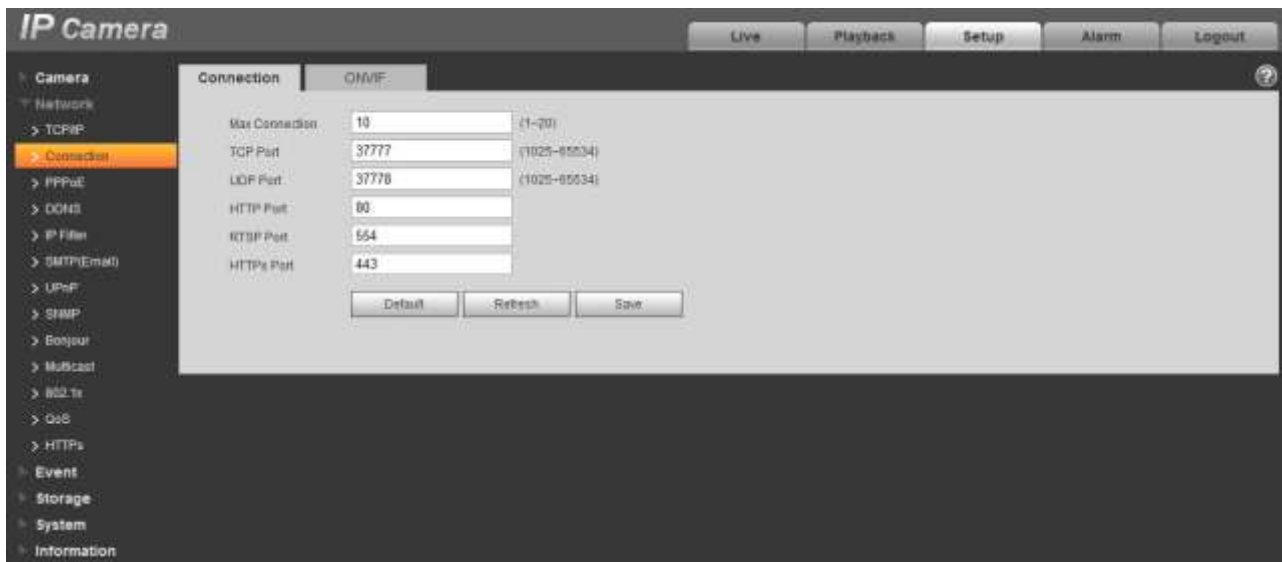 IP Camera
Live
Playback
Setup
Alarm
Logout
Camera
Network
TCP/IP
Connection
PPPoE
DDNS
IP Filter
SMTP(Email)
UPnP
SNMP
Bonjour
Multicast
802.1x
QoS
HTTPs
Event
Storage
System
Information
Connection
ONVIF
?
Max Connection 10 (1~20)
TCP Port 37777 (1025~65534)
UDP Port 37778 (1025~65534)
HTTP Port 80
RTSP Port 554
HTTPs Port 443
Default
Refresh
Save